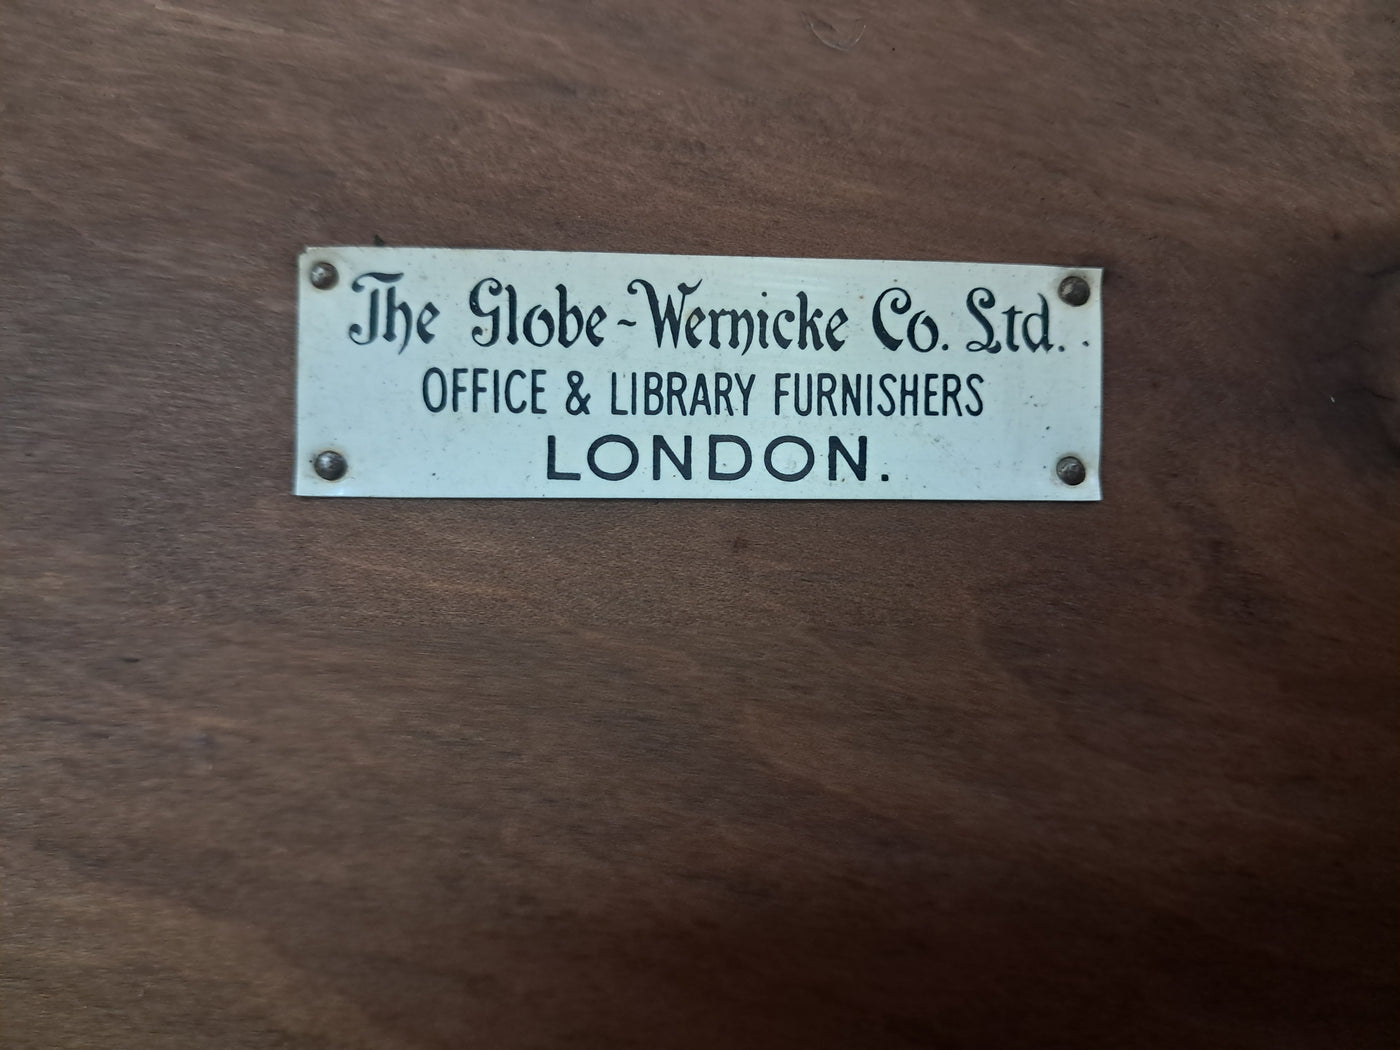 The Globe-Wernicke Co. Ltd..
OFFICE & LIBRARY FURNISHERS
LONDON.